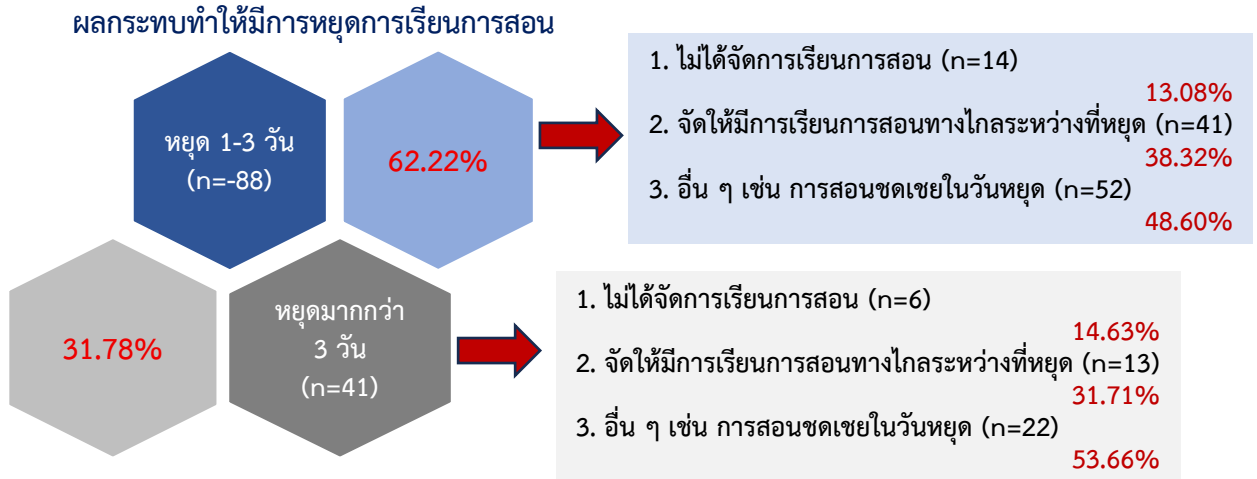 ผลกระทบทำให้มีการหยุดการเรียนการสอน
หยุด 1-3 วัน
(n=-88)
62.22%
1. ไม่ได้จัดการเรียนการสอน (n=14)
13.08%
2. จัดให้มีการเรียนการสอนทางไกลระหว่างที่หยุด (n=41)
38.32%
3. อื่น ๆ เช่น การสอนชดเชยในวันหยุด (n=52)
48.60%
31.78%
หยุดมากกว่า
3 วัน
(n=41)
1. ไม่ได้จัดการเรียนการสอน (n=6)
14.63%
2. จัดให้มีการเรียนการสอนทางไกลระหว่างที่หยุด (n=13)
31.71%
3. อื่น ๆ เช่น การสอนชดเชยในวันหยุด (n=22)
53.66%